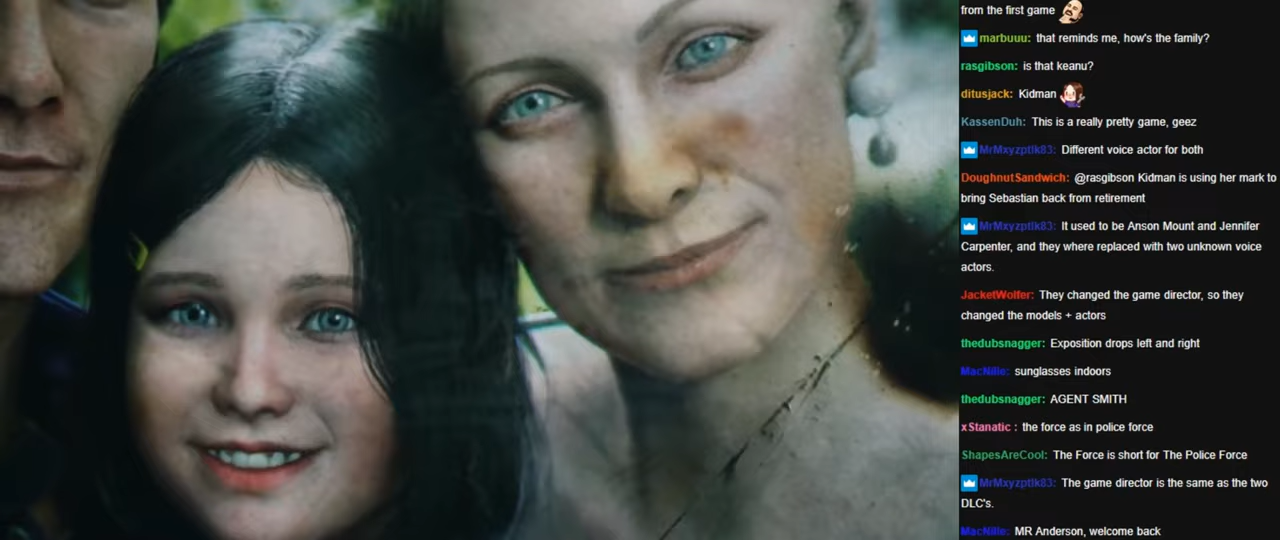 from the first game
marbuuu: that reminds me, how's the family?
rasgibson: is that keanu?
ditusjack: Kidman
KassenDuh: This is a really pretty game, geez
MrMxyzptlk83: Different voice actor for both
DoughnutSandwich: @rasgibson Kidman is using her mark to
bring Sebastian back from retirement
MrMxyzptlk83: It used to be Anson Mount and Jennifer
Carpenter, and they where replaced with two unknown voice
actors.
JacketWolfer: They changed the game director, so they
changed the models + actors
thedubsnagger: Exposition drops left and right
MacNille: sunglasses indoors
thedubsnagger: AGENT SMITH
xStanatic : the force as in police force
ShapesAreCool: The Force is short for The Police Force
MrMxyzptlk83: The game director is the same as the two
DLC's.
MacNille: MR Anderson, welcome back